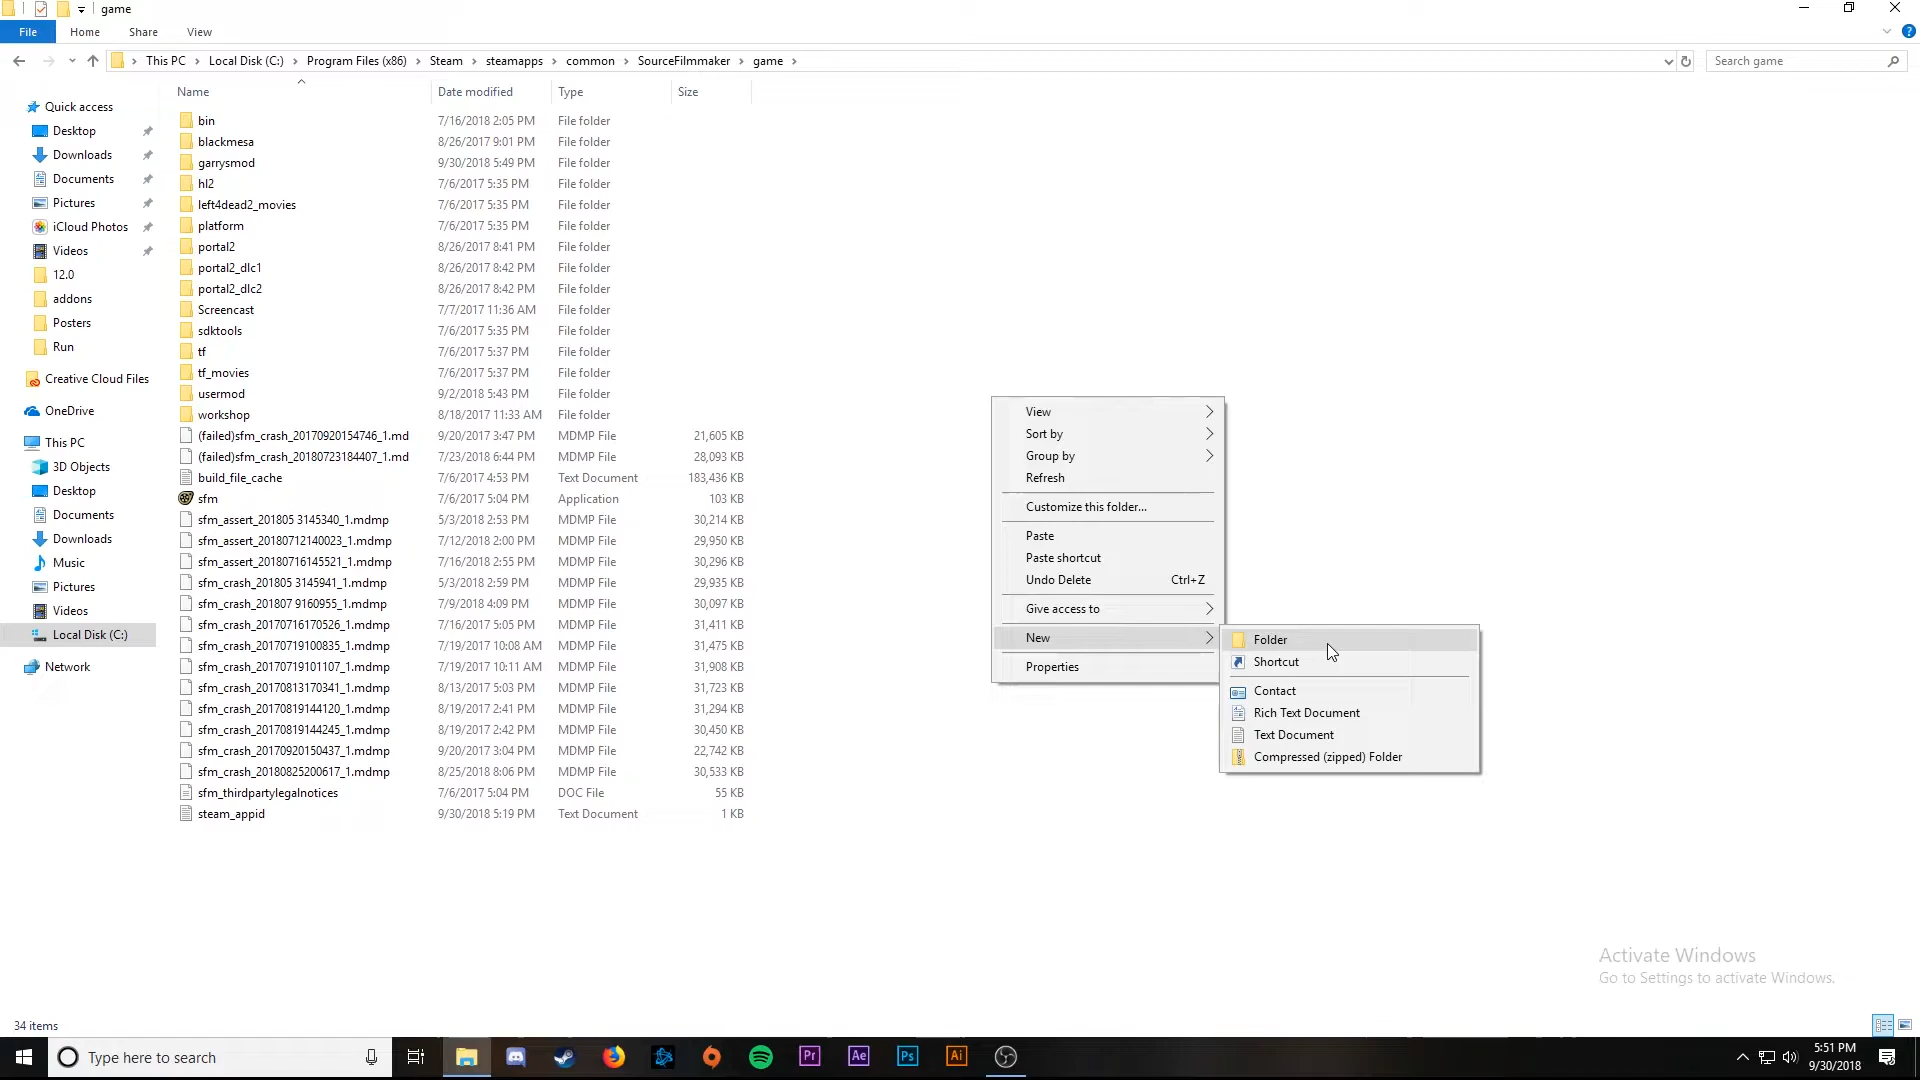 game
File Home Share View
This PC Local Disk (C:) Program Files (x86) Steam steamapps common SourceFilmmaker game
Search game
Name Date modified Type Size
Quick access
Desktop
Downloads
Documents
Pictures
iCloud Photos
Videos
12.0
addons
Posters
Run
Creative Cloud Files
OneDrive
This PC
3D Objects
Desktop
Documents
Downloads
Music
Pictures
Videos
Local Disk (C:)
Network
bin 7/16/2018 2:05 PM File folder
blackmesa 8/26/2017 9:01 PM File folder
garrysmod 9/30/2018 5:49 PM File folder
hl2 7/6/2017 5:35 PM File folder
left4dead2_movies 7/6/2017 5:35 PM File folder
platform 7/6/2017 5:35 PM File folder
portal2 8/26/2017 8:41 PM File folder
portal2_dlc1 8/26/2017 8:42 PM File folder
portal2_dlc2 8/26/2017 8:42 PM File folder
Screencast 7/7/2017 11:36 AM File folder
sdktools 7/6/2017 5:35 PM File folder
tf 7/6/2017 5:37 PM File folder
tf_movies 7/6/2017 5:37 PM File folder
usermod 9/2/2018 5:43 PM File folder
workshop 8/18/2017 11:33 AM File folder
(failed)sfm_crash_20170920154746_1.md 9/20/2017 3:47 PM MDMP File 21,605 KB
(failed)sfm_crash_20180723184407_1.md 7/23/2018 6:44 PM MDMP File 28,093 KB
build_file_cache 7/6/2017 4:53 PM Text Document 183,436 KB
sfm 7/6/2017 5:04 PM Application 103 KB
sfm_assert_201805 3145340_1.mdmp 5/3/2018 2:53 PM MDMP File 30,214 KB
sfm_assert_20180712140023_1.mdmp 7/12/2018 2:00 PM MDMP File 29,950 KB
sfm_assert_20180716145521_1.mdmp 7/16/2018 2:55 PM MDMP File 30,296 KB
sfm_crash_201805 3145941_1.mdmp 5/3/2018 2:59 PM MDMP File 29,935 KB
sfm_crash_201807 9160955_1.mdmp 7/9/2018 4:09 PM MDMP File 30,097 KB
sfm_crash_20170716170526_1.mdmp 7/16/2017 5:05 PM MDMP File 31,411 KB
sfm_crash_20170719100835_1.mdmp 7/19/2017 10:08 AM MDMP File 31,475 KB
sfm_crash_20170719101107_1.mdmp 7/19/2017 10:11 AM MDMP File 31,908 KB
sfm_crash_20170813170341_1.mdmp 8/13/2017 5:03 PM MDMP File 31,723 KB
sfm_crash_20170819144120_1.mdmp 8/19/2017 2:41 PM MDMP File 31,294 KB
sfm_crash_20170819144245_1.mdmp 8/19/2017 2:42 PM MDMP File 30,450 KB
sfm_crash_20170920150437_1.mdmp 9/20/2017 3:04 PM MDMP File 22,742 KB
sfm_crash_20180825200617_1.mdmp 8/25/2018 8:06 PM MDMP File 30,533 KB
sfm_thirdpartylegalnotices 7/6/2017 5:04 PM DOC File 55 KB
steam_appid 9/30/2018 5:19 PM Text Document 1 KB
View
Sort by
Group by
Refresh
Customize this folder...
Paste
Paste shortcut
Undo Delete Ctrl+Z
Give access to
New
Properties
Folder
Shortcut
Contact
Rich Text Document
Text Document
Compressed (zipped) Folder
Activate Windows
Go to Settings to activate Windows.
34 items
Type here to search
Pr Ae Ps Ai
5:51 PM
9/30/2018